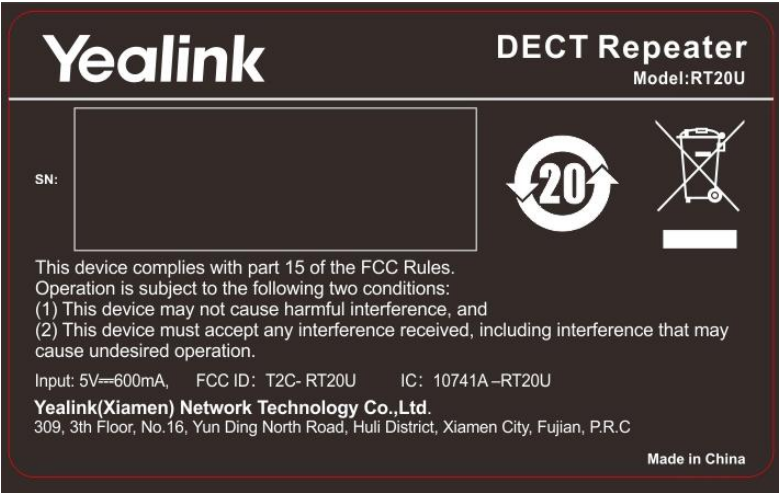 Yealink
DECT Repeater
Model:RT20U
SN:
20
This device complies with part 15 of the FCC Rules.
Operation is subject to the following two conditions:
(1) This device may not cause harmful interference, and
(2) This device must accept any interference received, including interference that may
cause undesired operation.
Input: 5V⎓600mA, FCC ID: T2C- RT20U IC: 10741A –RT20U
Yealink(Xiamen) Network Technology Co.,Ltd.
309, 3th Floor, No.16, Yun Ding North Road, Huli District, Xiamen City, Fujian, P.R.C
Made in China